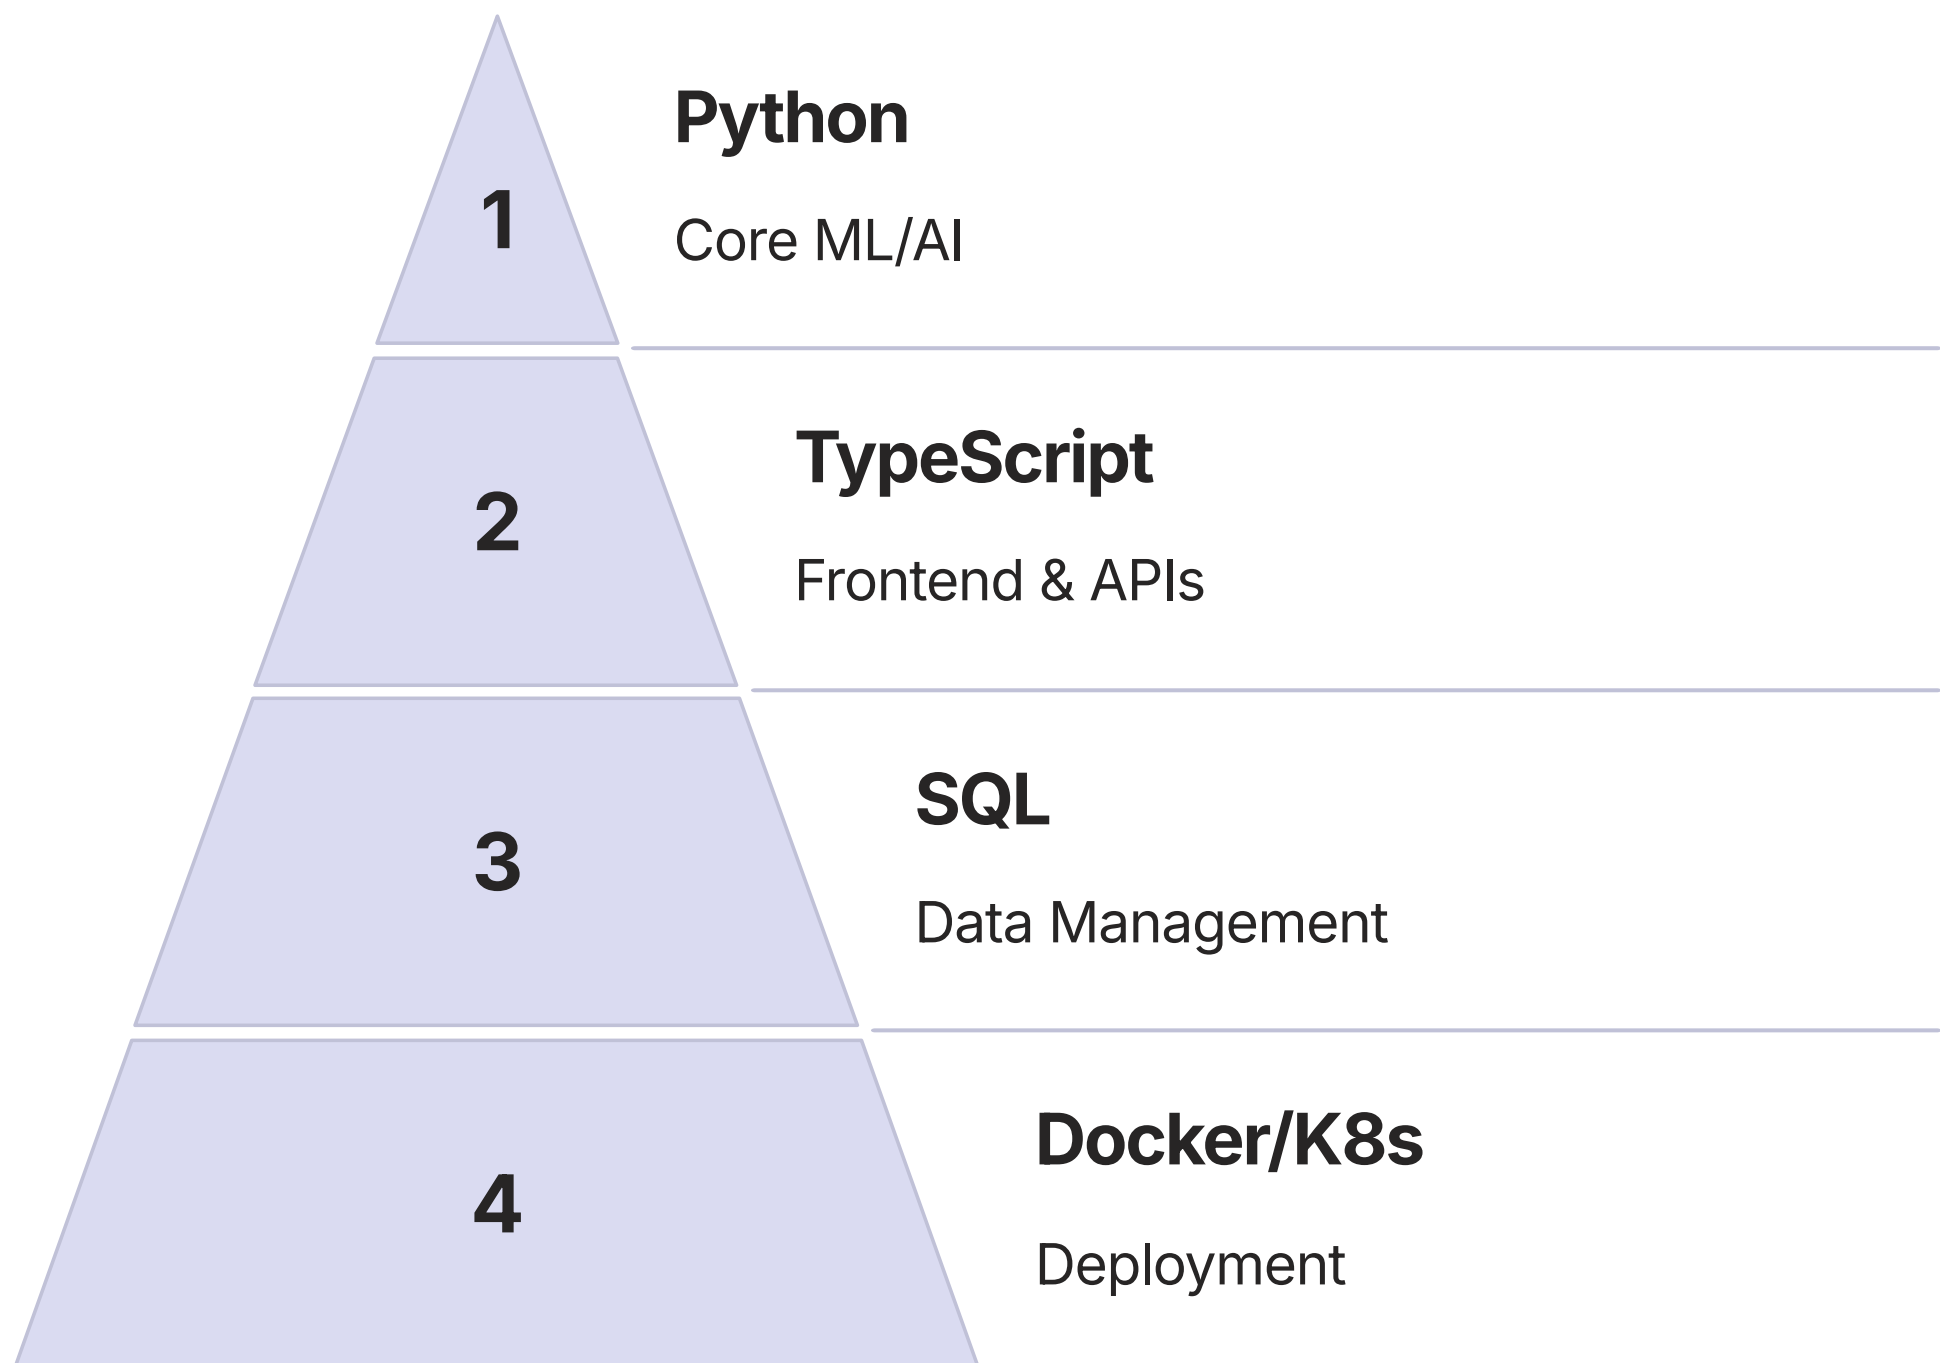 1
Python
Core ML/AI
2
TypeScript
Frontend & APIs
3
SQL
Data Management
4
Docker/K8s
Deployment